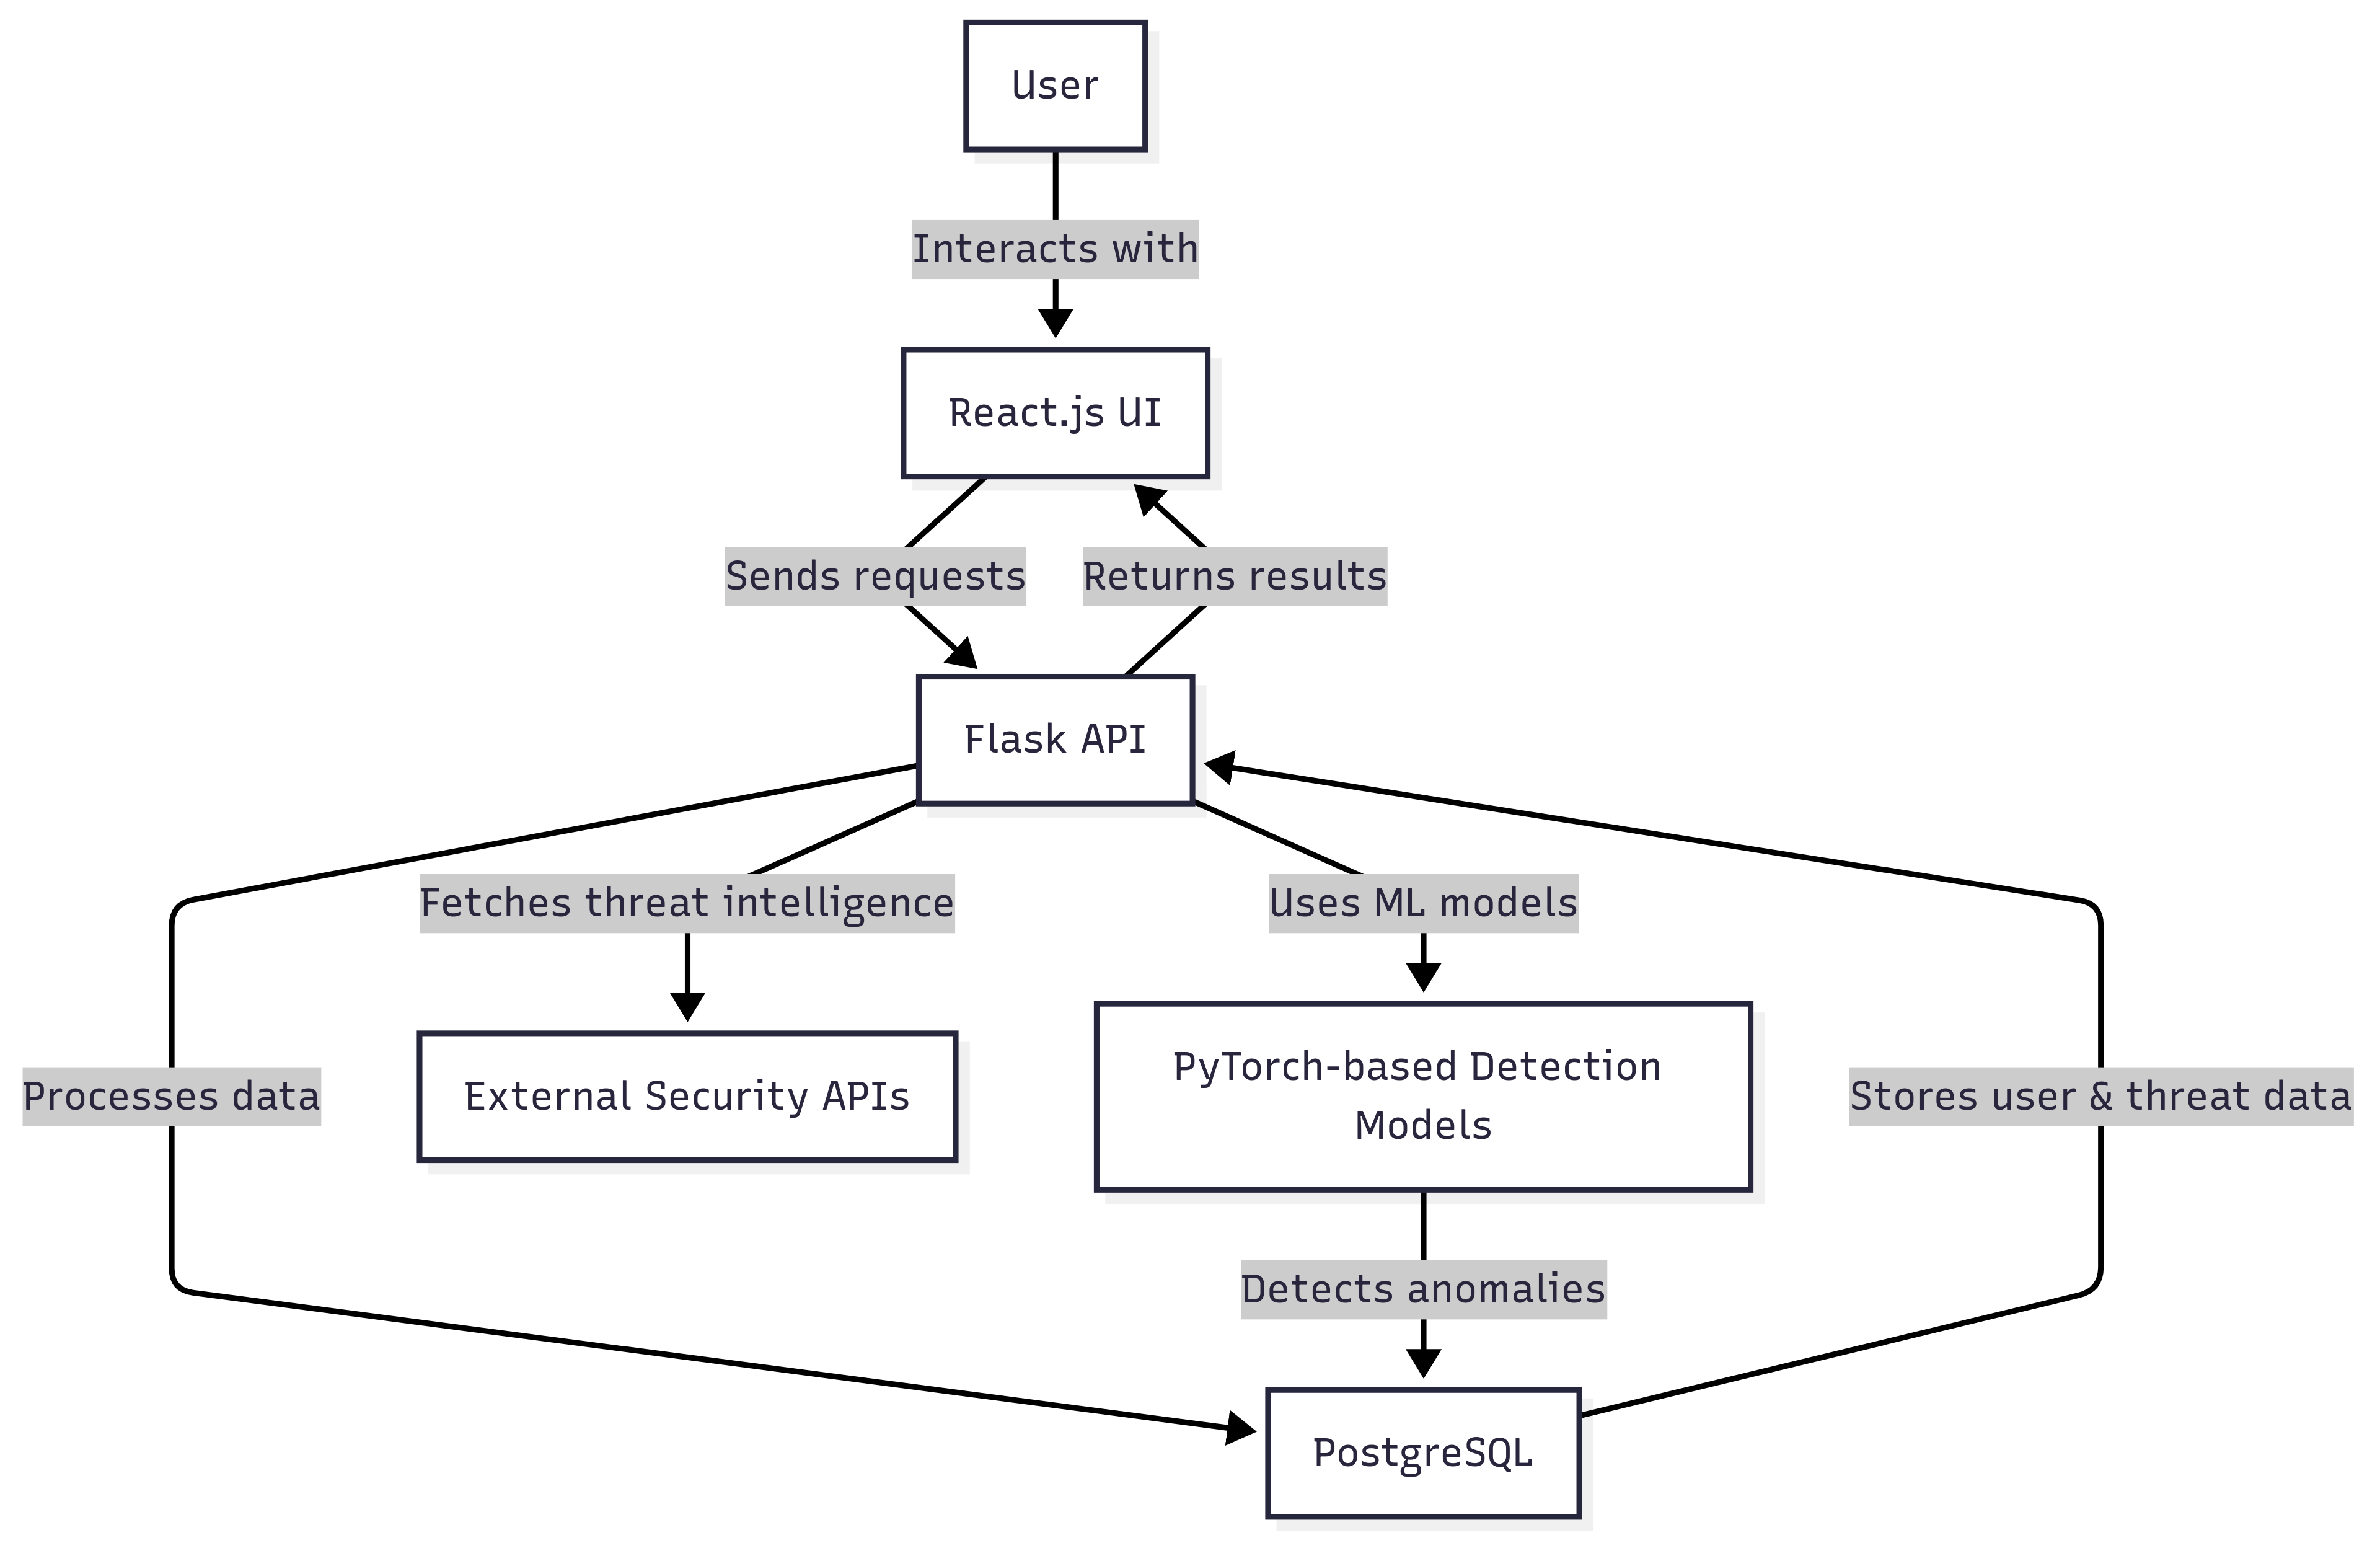 User
Interacts with
React.js UI
Sends requests
Returns results
Flask API
Fetches threat intelligence
Uses ML models
Processes data
External Security APIs
PyTorch-based Detection
Models
Stores user & threat data
Detects anomalies
PostgreSQL